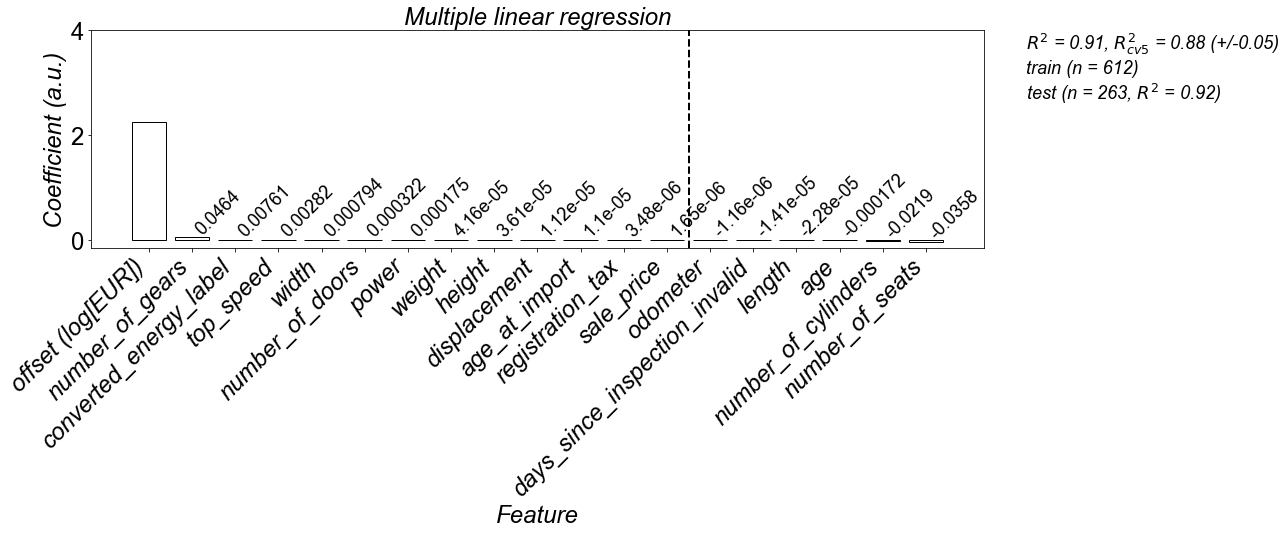 Multiple linear regression
R² = 0.91, R²cv5 = 0.88 (+/-0.05)
train (n = 612)
test (n = 263, R² = 0.92)
Coefficient (a.u.)
4
2
0
0.0464
0.00761
0.00282
0.000794
0.000322
0.000175
4.16e-05
3.61e-05
1.12e-05
1.1e-05
3.48e-06
1.65e-06
-1.16e-06
-1.41e-05
-2.28e-05
-0.000172
-0.0219
-0.0358
offset (log[EUR])
number_of_gears
converted_energy_label
top_speed
width
number_of_doors
power
weight
height
displacement
age_at_import
registration_tax
sale_price
odometer
days_since_inspection_invalid
length
age
number_of_cylinders
number_of_seats
Feature